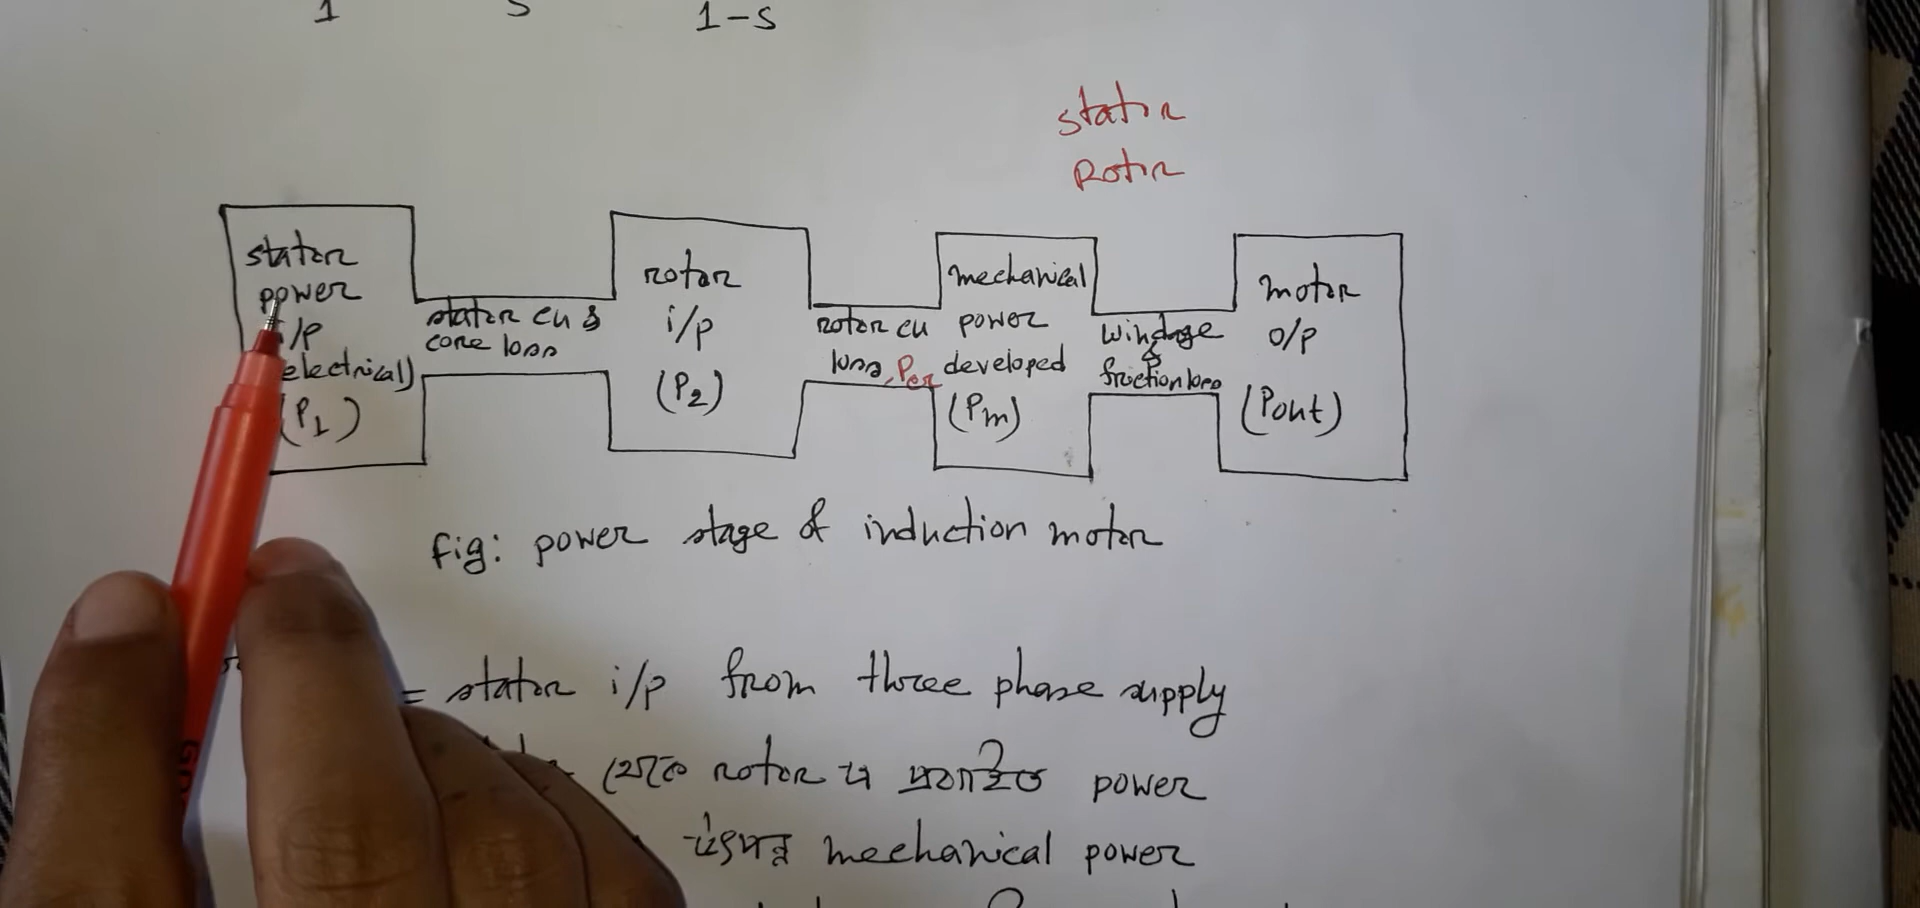 1 s 1-s
stator
Rotor
stator
power
i/p
electrical)
(P1)
stator cu &
core loss
rotor
i/p
(P2)
rotor cu
loss, Pcr
mechanical
power
developed
(Pm)
windage
&
friction loss
motor
o/p
(Pout)
Fig: power stage of induction motor
= stator i/p from three phase supply
থেকে rotor এ প্রবাহিত power
উৎপন্ন mechanical power